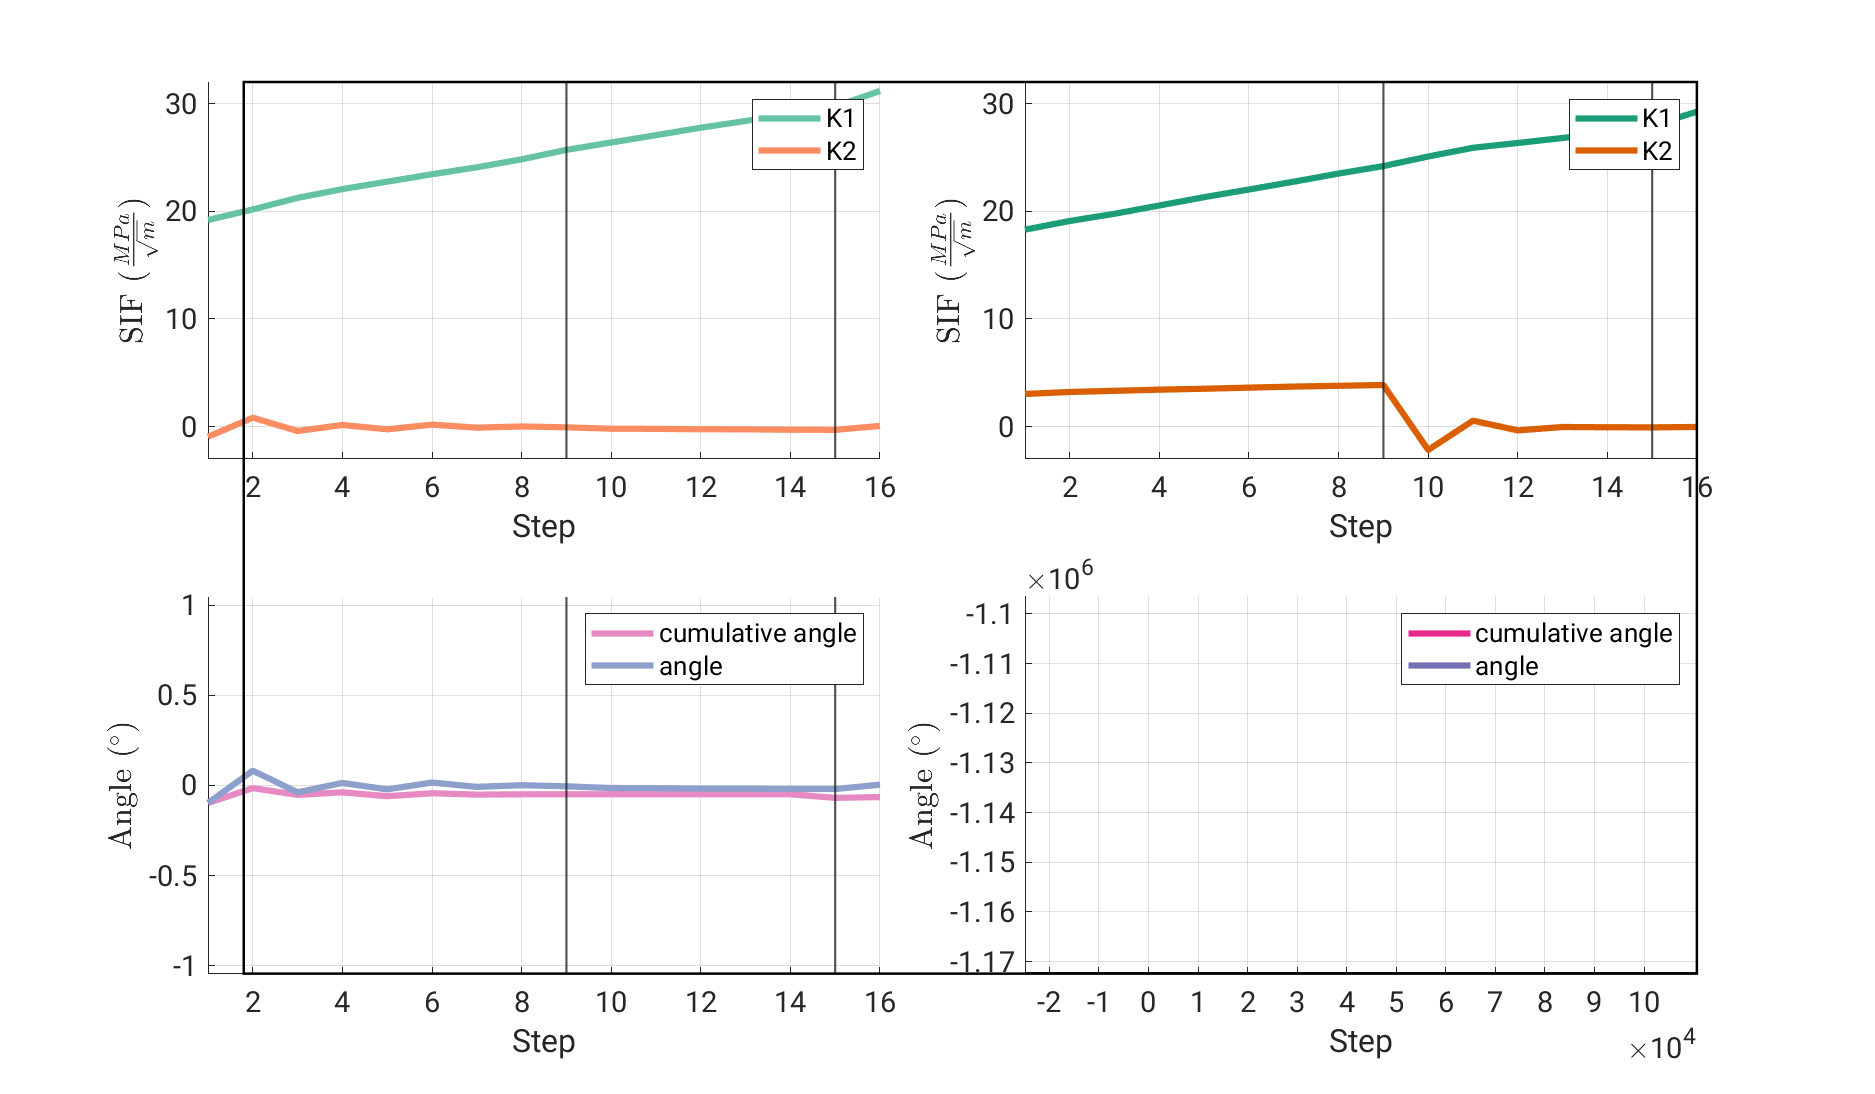 30
20
10
0
SIF (MPa/√m)
K1
K2
2 4 6 8 10 12 14 16
Step
30
20
10
0
SIF (MPa/√m)
K1
K2
2 4 6 8 10 12 14 16
Step
1
0.5
0
-0.5
-1
Angle (°)
cumulative angle
angle
2 4 6 8 10 12 14 16
Step
×10⁶
-1.1
-1.11
-1.12
-1.13
-1.14
-1.15
-1.16
-1.17
Angle (°)
cumulative angle
angle
-2 -1 0 1 2 3 4 5 6 7 8 9 10
Step
×10⁴